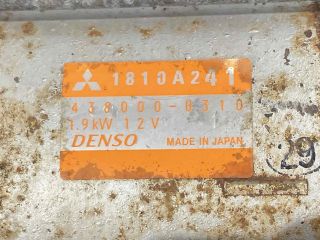 1810A241
438000-0310
1.9kW 12V
DENSO MADE IN JAPAN
29